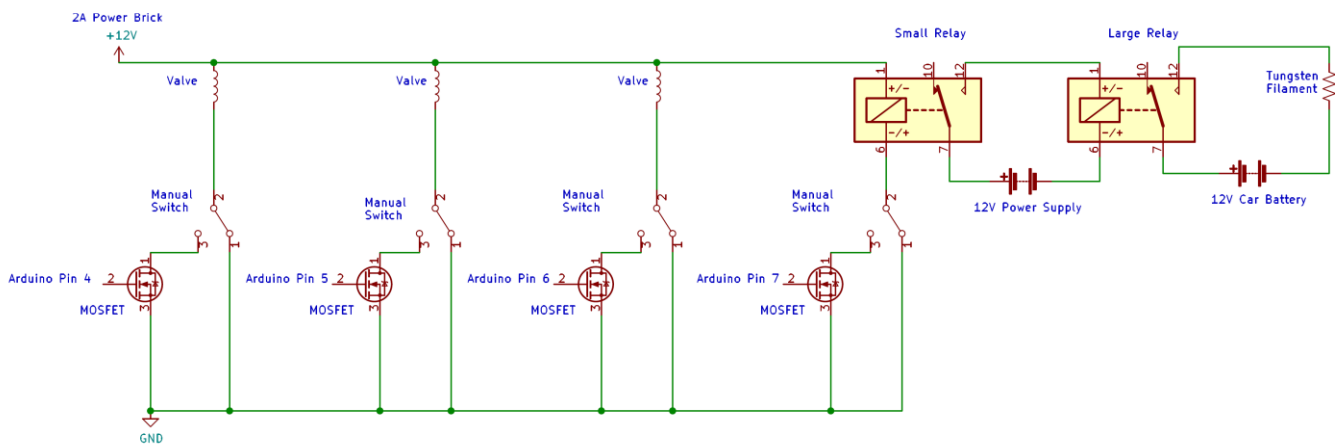 2A Power Brick
+12V
Small Relay
Large Relay
Valve
Valve
Valve
1
10
12
1
10
12
+/-
+/-
Tungsten
Filament
-/+
-/+
6
7
6
7
Manual
Switch
2
Manual
Switch
2
Manual
Switch
2
Manual
Switch
2
+
12V Power Supply
+
12V Car Battery
3
1
3
1
3
1
3
1
Arduino Pin 4
2
1
3
MOSFET
Arduino Pin 5
2
1
3
MOSFET
Arduino Pin 6
2
1
3
MOSFET
Arduino Pin 7
2
1
3
MOSFET
GND